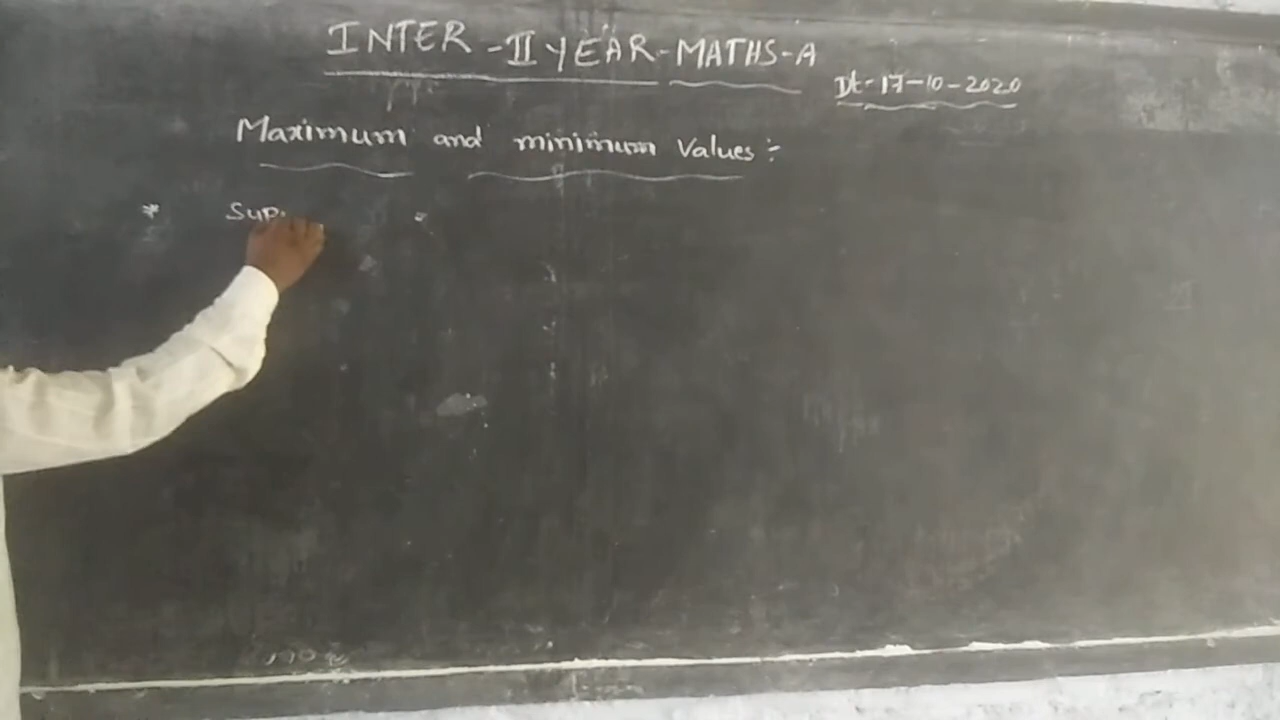 INTER - II YEAR - MATHS - A
Dt - 17 - 10 - 2020
Maximum and minimum Values :-
* Sup